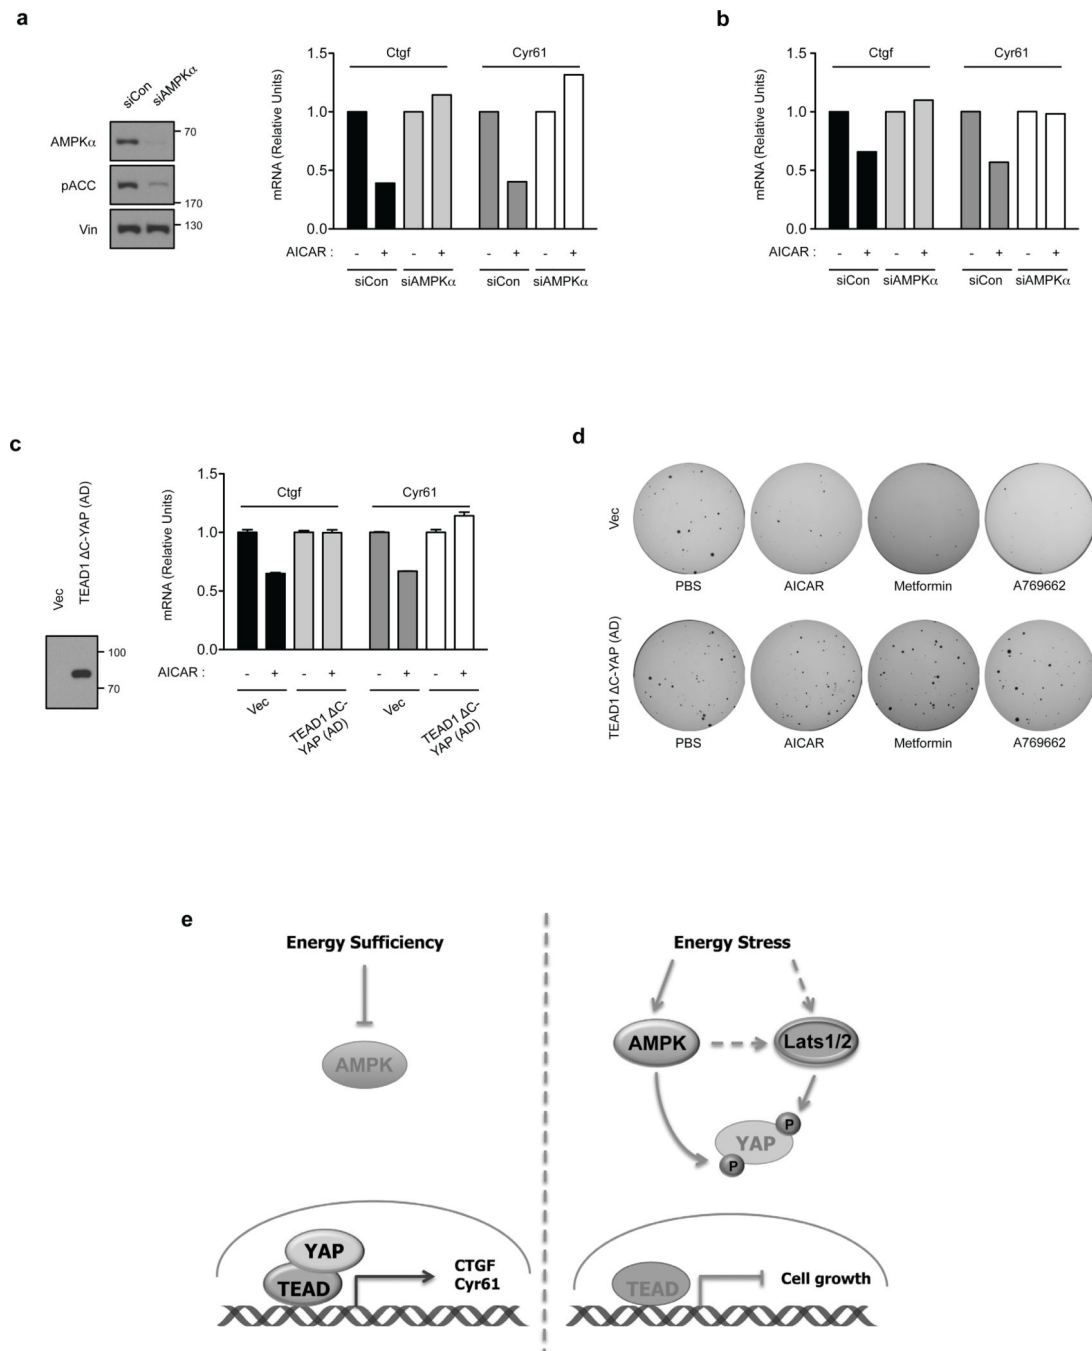 a
siCon
siAMPKα
AMPKα
70
pACC
170
Vin
130
mRNA (Relative Units)
1.5
1.0
0.5
0.0
Ctgf
Cyr61
AICAR :
-
+
-
+
-
+
-
+
siCon
siAMPKα
siCon
siAMPKα
b
mRNA (Relative Units)
1.5
1.0
0.5
0.0
Ctgf
Cyr61
AICAR :
-
+
-
+
-
+
-
+
siCon
siAMPKα
siCon
siAMPKα
c
Vec
TEAD1 ΔC-YAP (AD)
100
70
mRNA (Relative Units)
1.5
1.0
0.5
0.0
Ctgf
Cyr61
AICAR :
-
+
-
+
-
+
-
+
Vec
TEAD1 ΔC-
YAP (AD)
Vec
TEAD1 ΔC-
YAP (AD)
d
Vec
PBS
AICAR
Metformin
A769662
TEAD1 ΔC-YAP (AD)
PBS
AICAR
Metformin
A769662
e
Energy Sufficiency
AMPK
YAP
TEAD
CTGF
Cyr61
Energy Stress
AMPK
Lats1/2
P
YAP
P
TEAD
Cell growth